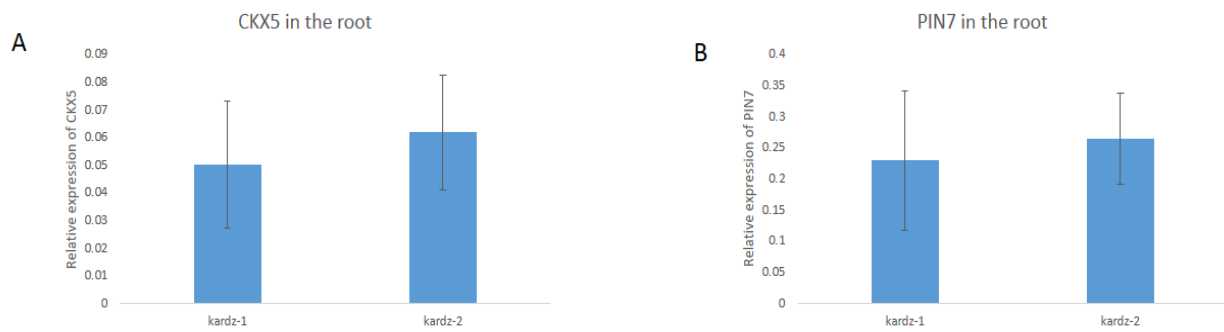 A
CKX5 in the root
Relative expression of CKX5
0.09
0.08
0.07
0.06
0.05
0.04
0.03
0.02
0.01
0
kardz-1 kardz-2
B
PIN7 in the root
Relative expression of PIN7
0.4
0.35
0.3
0.25
0.2
0.15
0.1
0.05
0
kardz-1 kardz-2